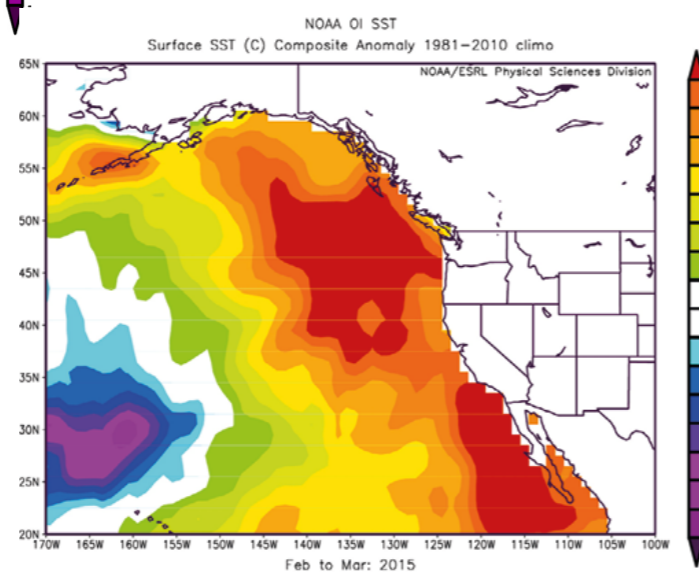 NOAA OI SST
Surface SST (C) Composite Anomaly 1981-2010 climo
NOAA/ESRL Physical Sciences Division
65N
60N
55N
50N
45N
40N
35N
30N
25N
20N
170W 165W 160W 155W 150W 145W 140W 135W 130W 125W 120W 115W 110W 105W 100W
Feb to Mar: 2015